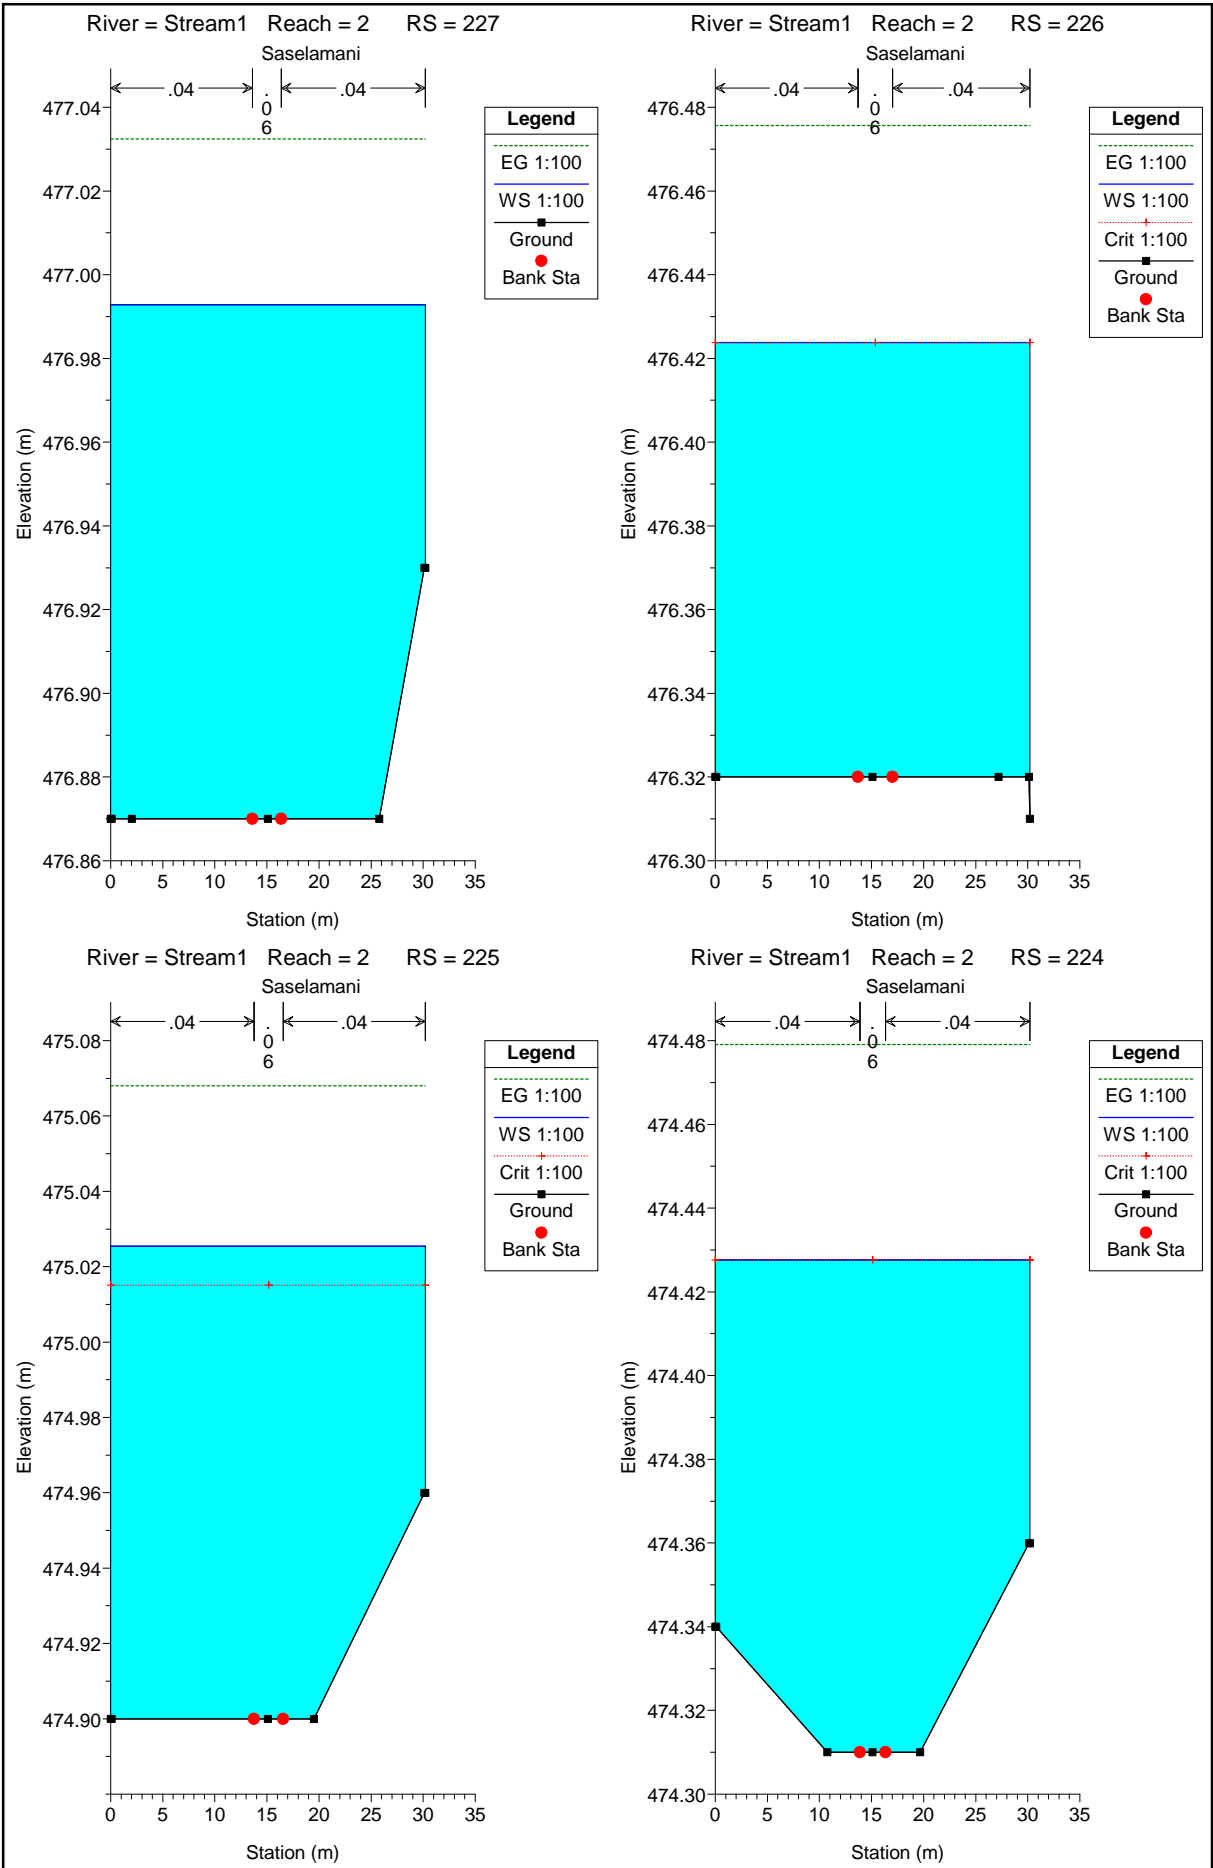 River = Stream1 Reach = 2 RS = 227
Saselamani
.04 .06 .04
477.04
477.02
477.00
476.98
476.96
476.94
476.92
476.90
476.88
476.86
Elevation (m)
0 5 10 15 20 25 30 35
Station (m)
Legend
EG 1:100
WS 1:100
Ground
Bank Sta
River = Stream1 Reach = 2 RS = 226
Saselamani
.04 .06 .04
476.48
476.46
476.44
476.42
476.40
476.38
476.36
476.34
476.32
476.30
Elevation (m)
0 5 10 15 20 25 30 35
Station (m)
Legend
EG 1:100
WS 1:100
Crit 1:100
Ground
Bank Sta
River = Stream1 Reach = 2 RS = 225
Saselamani
.04 .06 .04
475.08
475.06
475.04
475.02
475.00
474.98
474.96
474.94
474.92
474.90
Elevation (m)
0 5 10 15 20 25 30 35
Station (m)
Legend
EG 1:100
WS 1:100
Crit 1:100
Ground
Bank Sta
River = Stream1 Reach = 2 RS = 224
Saselamani
.04 .06 .04
474.48
474.46
474.44
474.42
474.40
474.38
474.36
474.34
474.32
474.30
Elevation (m)
0 5 10 15 20 25 30 35
Station (m)
Legend
EG 1:100
WS 1:100
Crit 1:100
Ground
Bank Sta